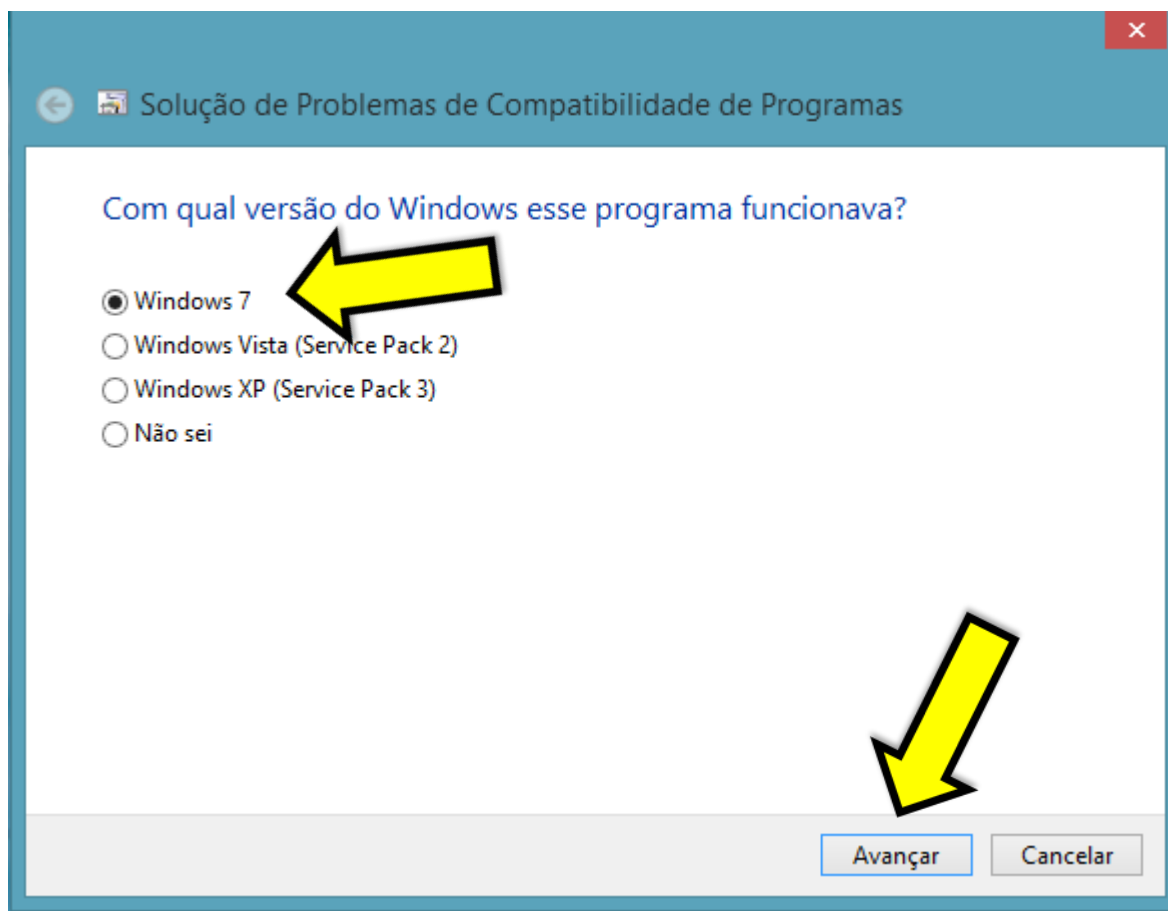 Solução de Problemas de Compatibilidade de Programas
Com qual versão do Windows esse programa funcionava?
Windows 7
Windows Vista (Service Pack 2)
Windows XP (Service Pack 3)
Não sei
Avançar
Cancelar